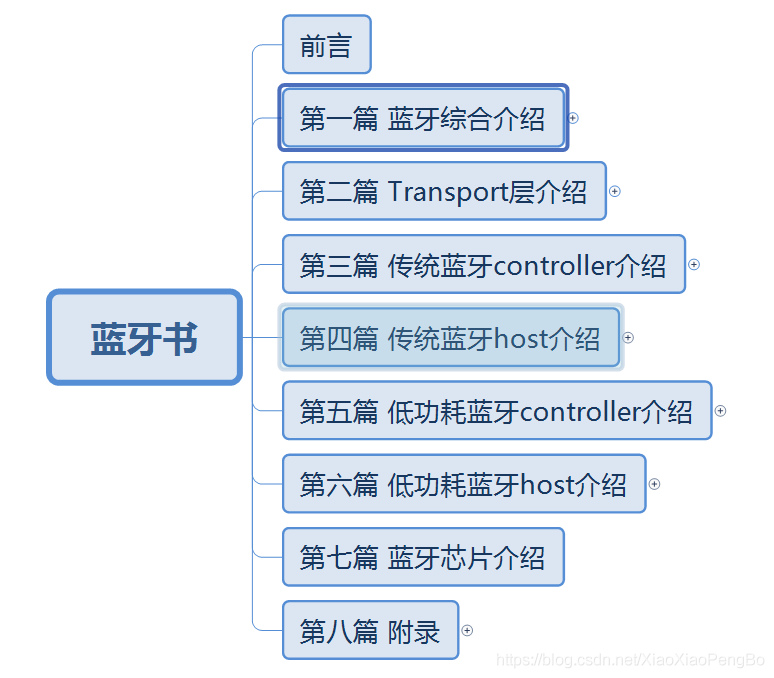 前言
第一篇 蓝牙综合介绍
第二篇 Transport层介绍
第三篇 传统蓝牙controller介绍
蓝牙书
第四篇 传统蓝牙host介绍
第五篇 低功耗蓝牙controller介绍
第六篇 低功耗蓝牙host介绍
第七篇 蓝牙芯片介绍
第八篇 附录
https://blog.csdn.net/XiaoXiaoPengBo